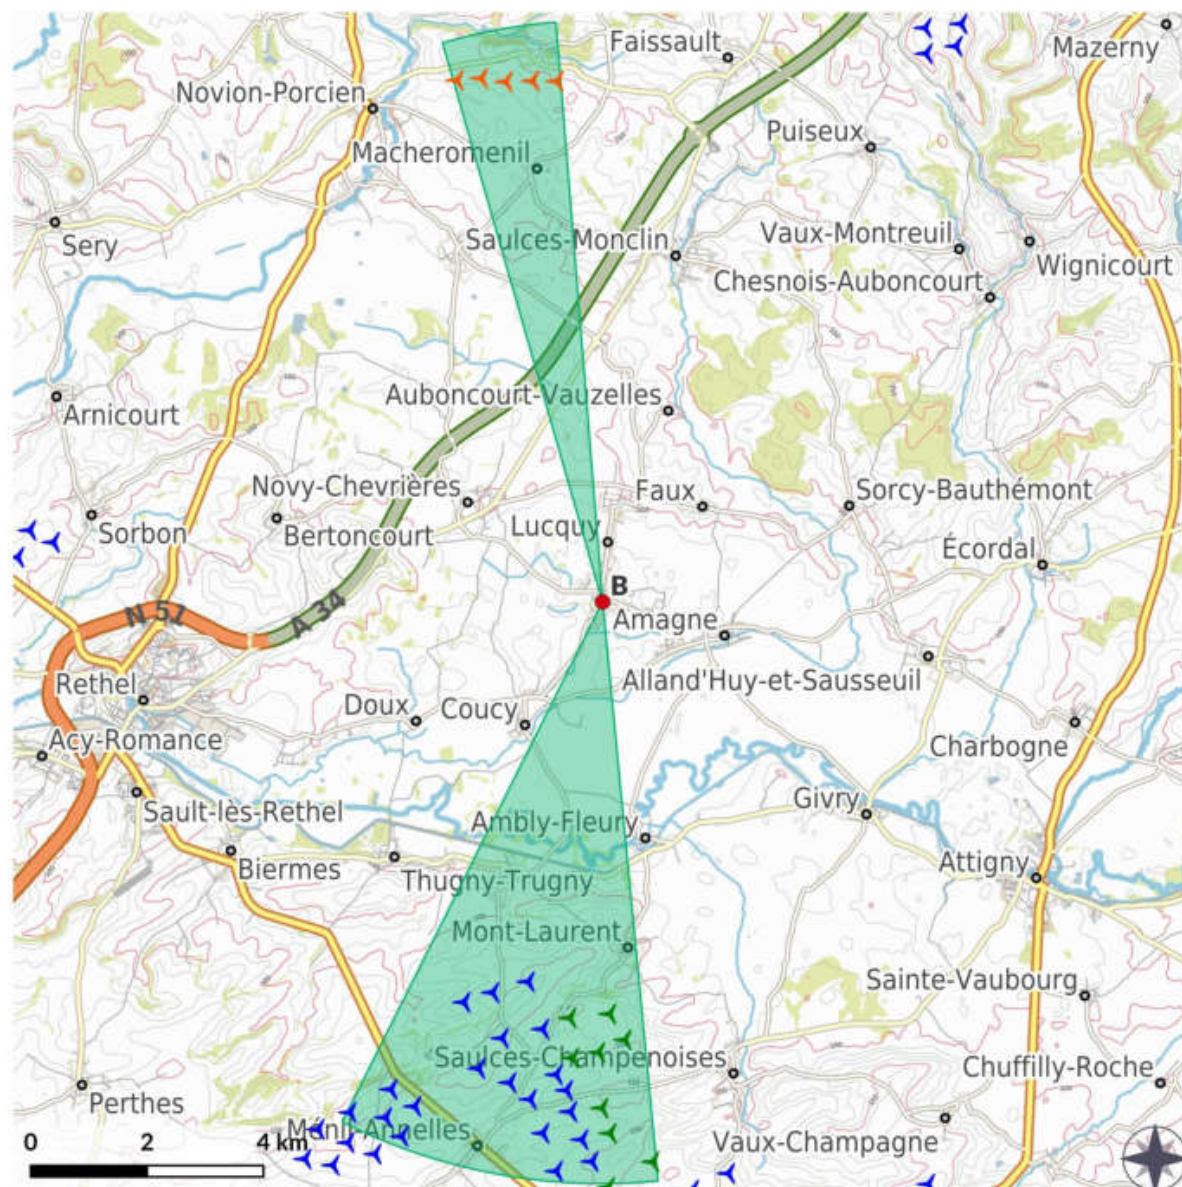 Faissault
Mazerny
Novion-Porcien
Puiseux
Macheromenil
Sery
Saulces-Monclin
Vaux-Montreuil
Wignicourt
Chesnois-Auboncourt
Arnicourt
Auboncourt-Vauzelles
Novy-Chevrières
Faux
Sorcy-Bauthémont
Sorbon
Bertoncourt
Lucquy
Écordal
B
N 51
A 34
Amagne
Rethel
Doux
Coucy
Alland'Huy-et-Sausseuil
Acy-Romance
Charbogne
Sault-lès-Rethel
Ambly-Fleury
Givry
Biermes
Thugny-Trugny
Attigny
Mont-Laurent
Sainte-Vaubourg
Saulces-Champenoises
Chuffilly-Roche
Perthes
Ménil-Annelles
Vaux-Champagne
0 2 4 km